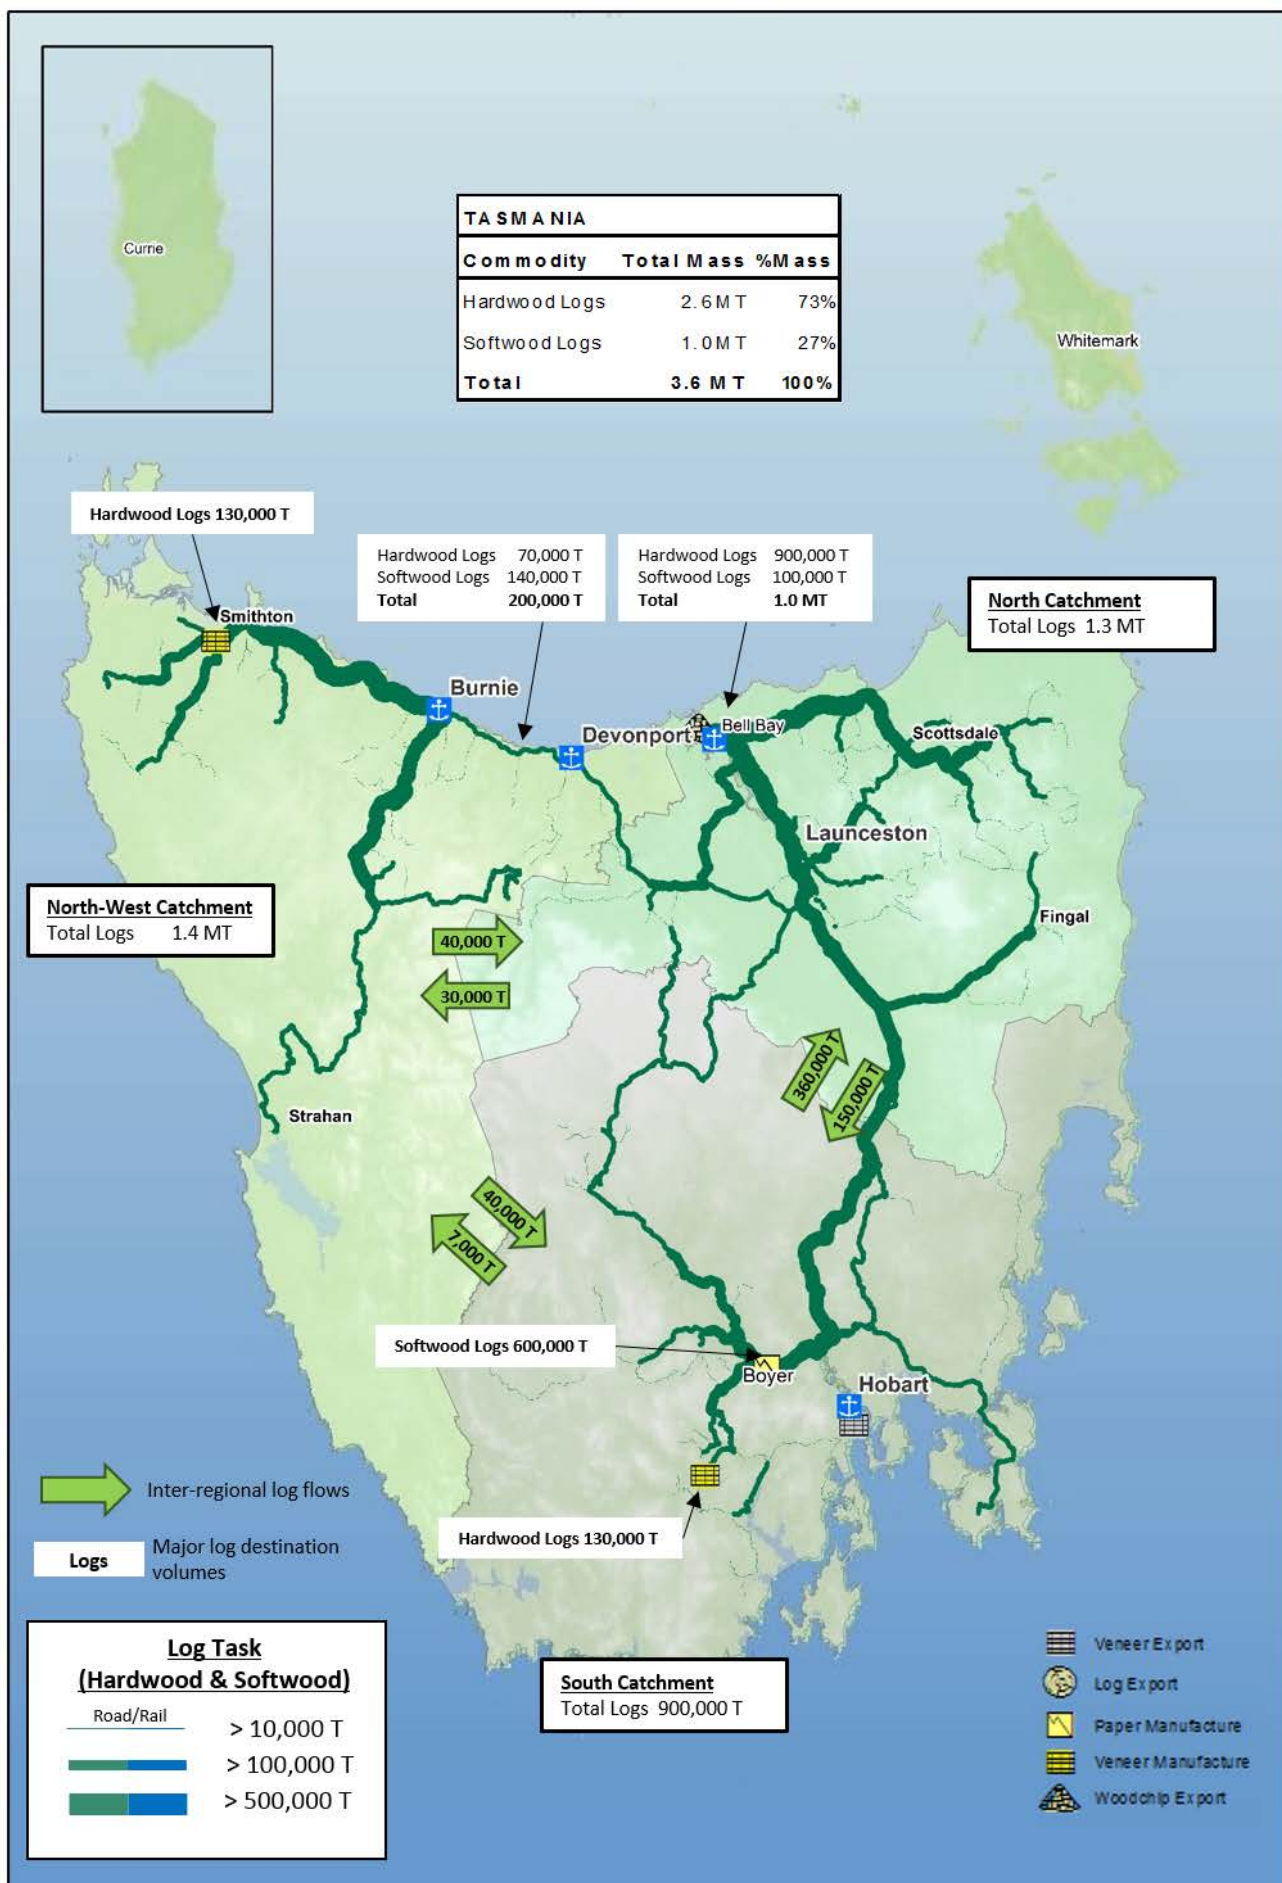 Currie
TASMANIA
Commodity Total Mass %Mass
Hardwood Logs 2.6MT 73%
Softwood Logs 1.0MT 27%
Total 3.6 MT 100%
Whitemark
Hardwood Logs 130,000 T
Hardwood Logs 70,000 T
Softwood Logs 140,000 T
Total 200,000 T
Hardwood Logs 900,000 T
Softwood Logs 100,000 T
Total 1.0 MT
North Catchment
Total Logs 1.3 MT
Smithton
Burnie
Devonport
Bell Bay
Scottsdale
Launceston
North-West Catchment
Total Logs 1.4 MT
Fingal
40,000 T
30,000 T
360,000 T
150,000 T
Strahan
40,000 T
7,000 T
Softwood Logs 600,000 T
Boyer
Hobart
Hardwood Logs 130,000 T
Inter-regional log flows
Logs
Major log destination
volumes
Log Task
(Hardwood & Softwood)
Road/Rail
> 10,000 T
> 100,000 T
> 500,000 T
South Catchment
Total Logs 900,000 T
Veneer Export
Log Export
Paper Manufacture
Veneer Manufacture
Woodchip Export